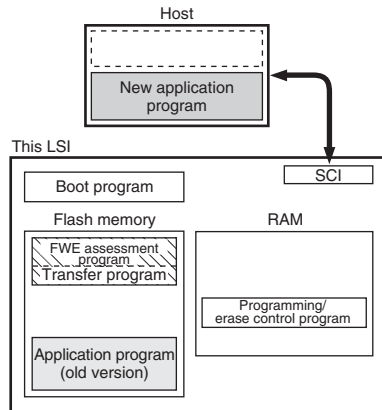 Host
New application
program
This LSI
SCI
Boot program
Flash memory
RAM
FWE assessment
program
Transfer program
Programming/
erase control program
Application program
(old version)